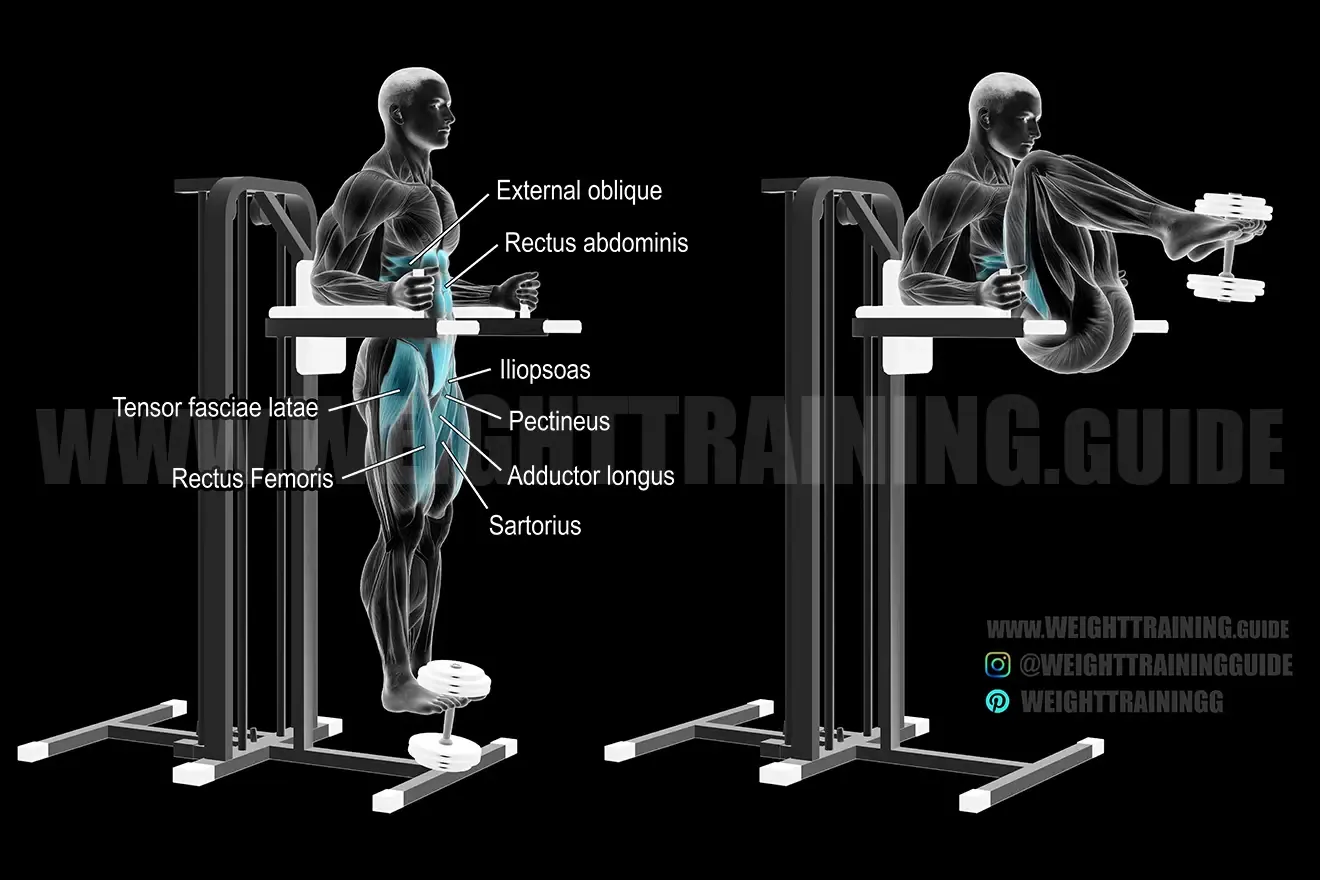 External oblique
Rectus abdominis
Iliopsoas
Tensor fasciae latae
Pectineus
Rectus Femoris
Adductor longus
Sartorius
WWW.WEIGHTTRAINING.GUIDE
WWW.WEIGHTTRAINING.GUIDE
@WEIGHTTRAININGGUIDE
WEIGHTTRAININGG